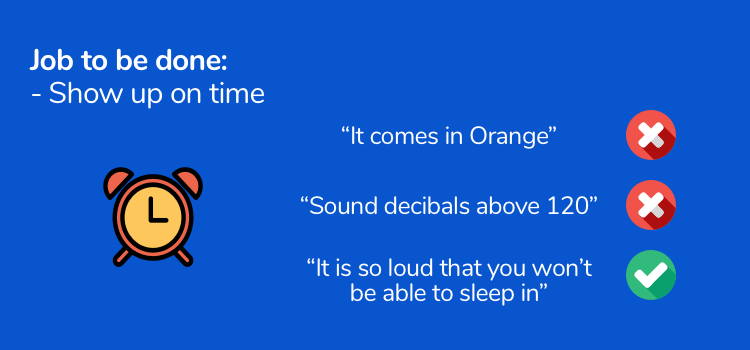 Job to be done:
- Show up on time
“It comes in Orange”
“Sound decibals above 120”
“It is so loud that you won’t
be able to sleep in”